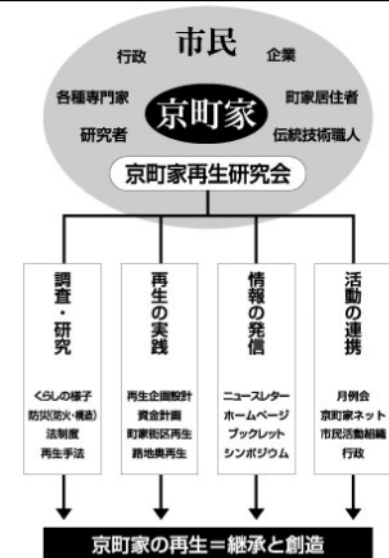 市民
行政
企業
各種専門家
町家居住者
京町家
研究者
伝統技術職人
京町家再生研究会
調査・研究
くらしの様子
防災(防火・構造)
法制度
再生手法
再生の実践
再生企画設計
資金計画
町家街区再生
路地奥再生
情報の発信
ニュースレター
ホームページ
ブックレット
シンポジウム
活動の連携
月例会
京町家ネット
市民活動組織
行政
京町家の再生=継承と創造